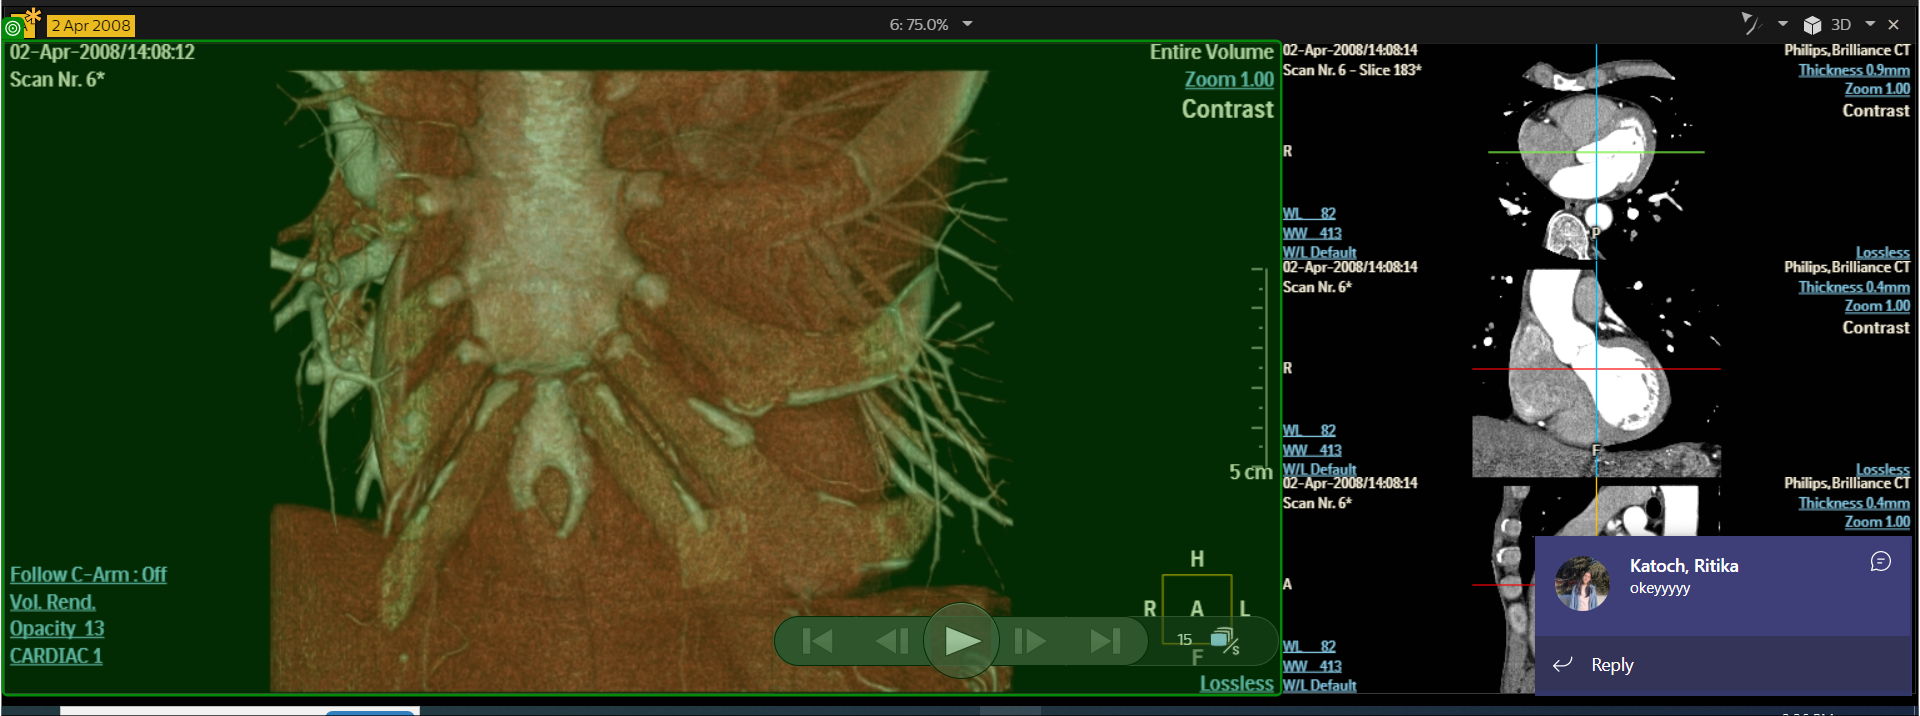 2 Apr 2008
6: 75.0%
3D
02-Apr-2008/14:08:12
Scan Nr. 6*
Entire Volume
Zoom 1.00
Contrast
5 cm
Follow C-Arm : Off
Vol. Rend.
Opacity 13
CARDIAC 1
H
R A L
F
15 /s
Lossless
02-Apr-2008/14:08:14
Scan Nr. 6 - Slice 183*
Philips, Brilliance CT
Thickness 0.9mm
Zoom 1.00
Contrast
R
WL 82
WW 413
W/L Default
P
Lossless
02-Apr-2008/14:08:14
Scan Nr. 6*
Philips, Brilliance CT
Thickness 0.4mm
Zoom 1.00
Contrast
R
WL 82
WW 413
W/L Default
F
Lossless
02-Apr-2008/14:08:14
Scan Nr. 6*
Philips, Brilliance CT
Thickness 0.4mm
Zoom 1.00
A
WL 82
WW 413
W/L Default
Katoch, Ritika
okeyyyyy
Reply